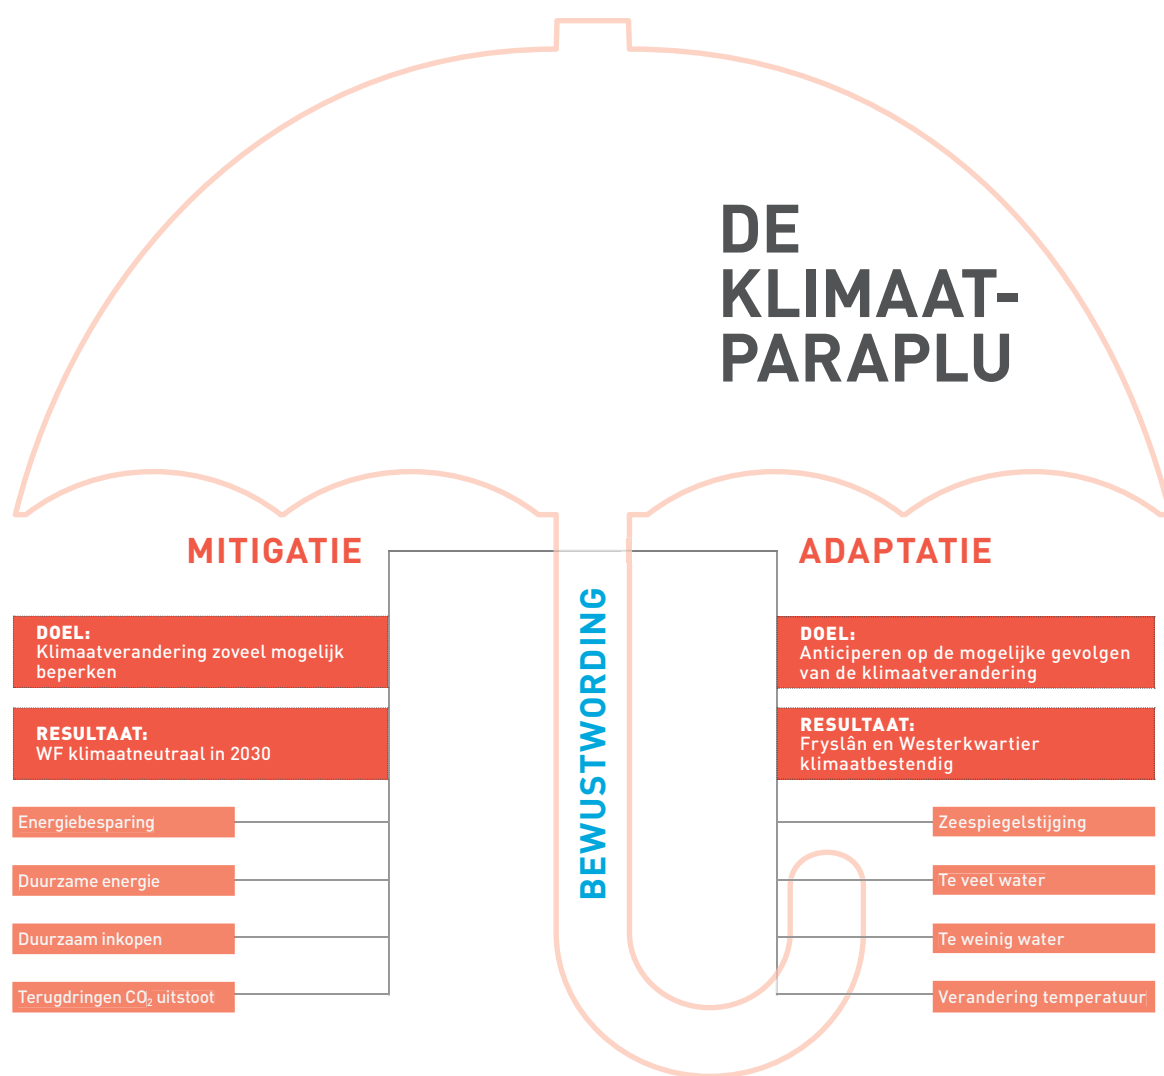 DE
KLIMAAT-
PARAPLU
MITIGATIE
DOEL:
Klimaatverandering zoveel mogelijk
beperken
RESULTAAT:
WF klimaatneutraal in 2030
Energiebesparing
Duurzame energie
Duurzaam inkopen
Terugdringen CO₂ uitstoot
BEWUSTWORDING
ADAPTATIE
DOEL:
Anticiperen op de mogelijke gevolgen
van de klimaatverandering
RESULTAAT:
Fryslân en Westerkwartier
klimaatbestendig
Zeespiegelstijging
Te veel water
Te weinig water
Verandering temperatuur